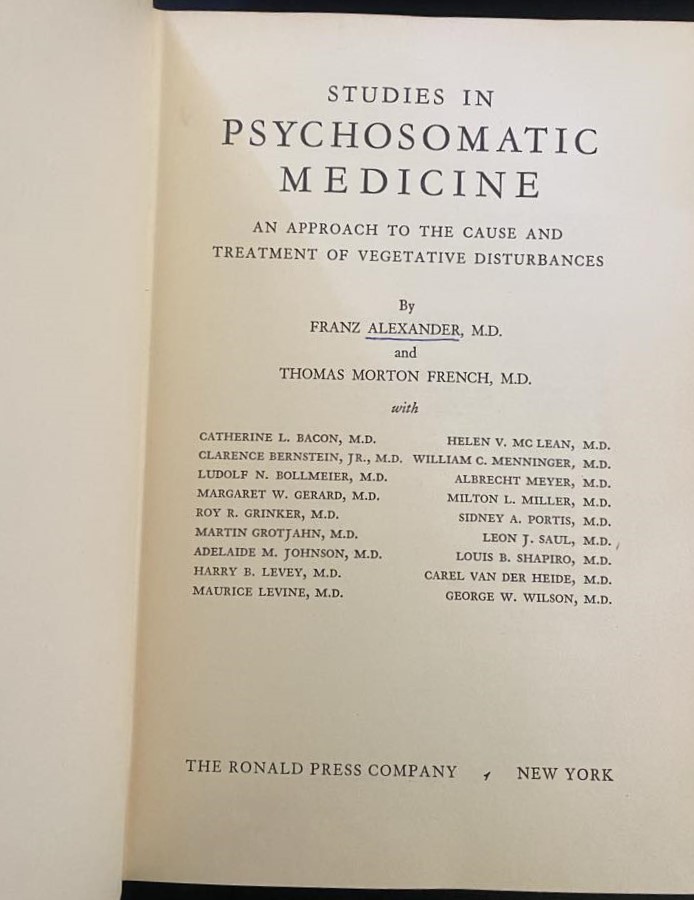 STUDIES IN
PSYCHOSOMATIC
MEDICINE
AN APPROACH TO THE CAUSE AND
TREATMENT OF VEGETATIVE DISTURBANCES
By
FRANZ ALEXANDER, M.D.
and
THOMAS MORTON FRENCH, M.D.
with
CATHERINE L. BACON, M.D.
CLARENCE BERNSTEIN, JR., M.D.
LUDOLF N. BOLLMEIER, M.D.
MARGARET W. GERARD, M.D.
ROY R. GRINKER, M.D.
MARTIN GROTJAHN, M.D.
ADELAIDE M. JOHNSON, M.D.
HARRY B. LEVEY, M.D.
MAURICE LEVINE, M.D.
HELEN V. MC LEAN, M.D.
WILLIAM C. MENNINGER, M.D.
ALBRECHT MEYER, M.D.
MILTON L. MILLER, M.D.
SIDNEY A. PORTIS, M.D.
LEON J. SAUL, M.D.
LOUIS B. SHAPIRO, M.D.
CAREL VAN DER HEIDE, M.D.
GEORGE W. WILSON, M.D.
THE RONALD PRESS COMPANY , NEW YORK